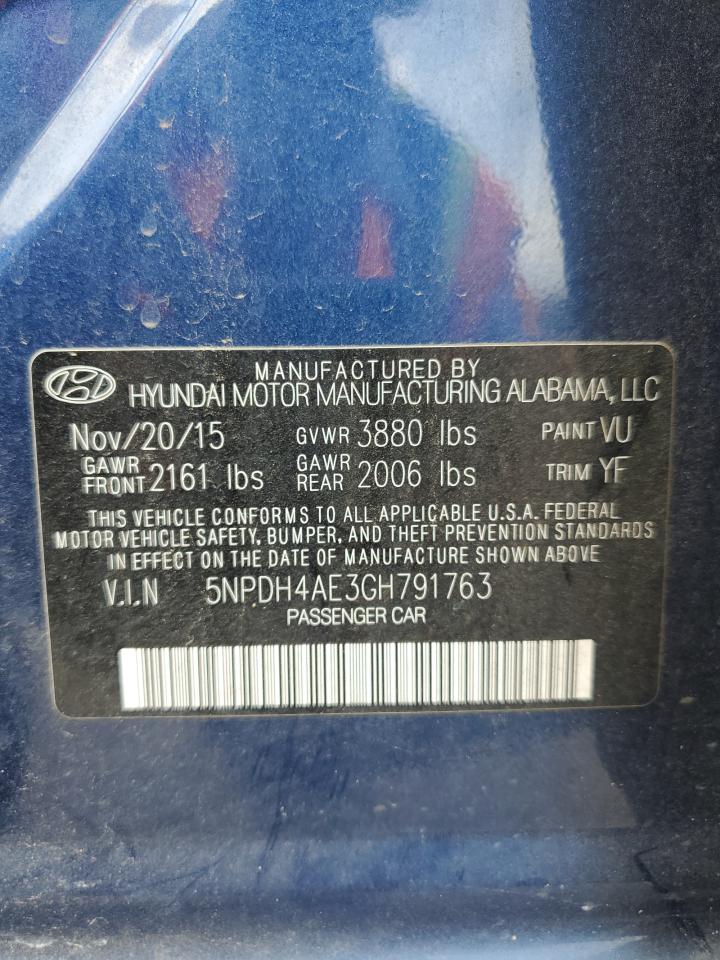 MANUFACTURED BY
HYUNDAI MOTOR MANUFACTURING ALABAMA, LLC
Nov/20/15 GVWR 3880 lbs PAINT VU
GAWR FRONT 2161 lbs GAWR REAR 2006 lbs TRIM YF
THIS VEHICLE CONFORMS TO ALL APPLICABLE U.S.A. FEDERAL
MOTOR VEHICLE SAFETY, BUMPER, AND THEFT PREVENTION STANDARDS
IN EFFECT ON THE DATE OF MANUFACTURE SHOWN ABOVE
V.I.N 5NPDH4AE3GH791763
PASSENGER CAR